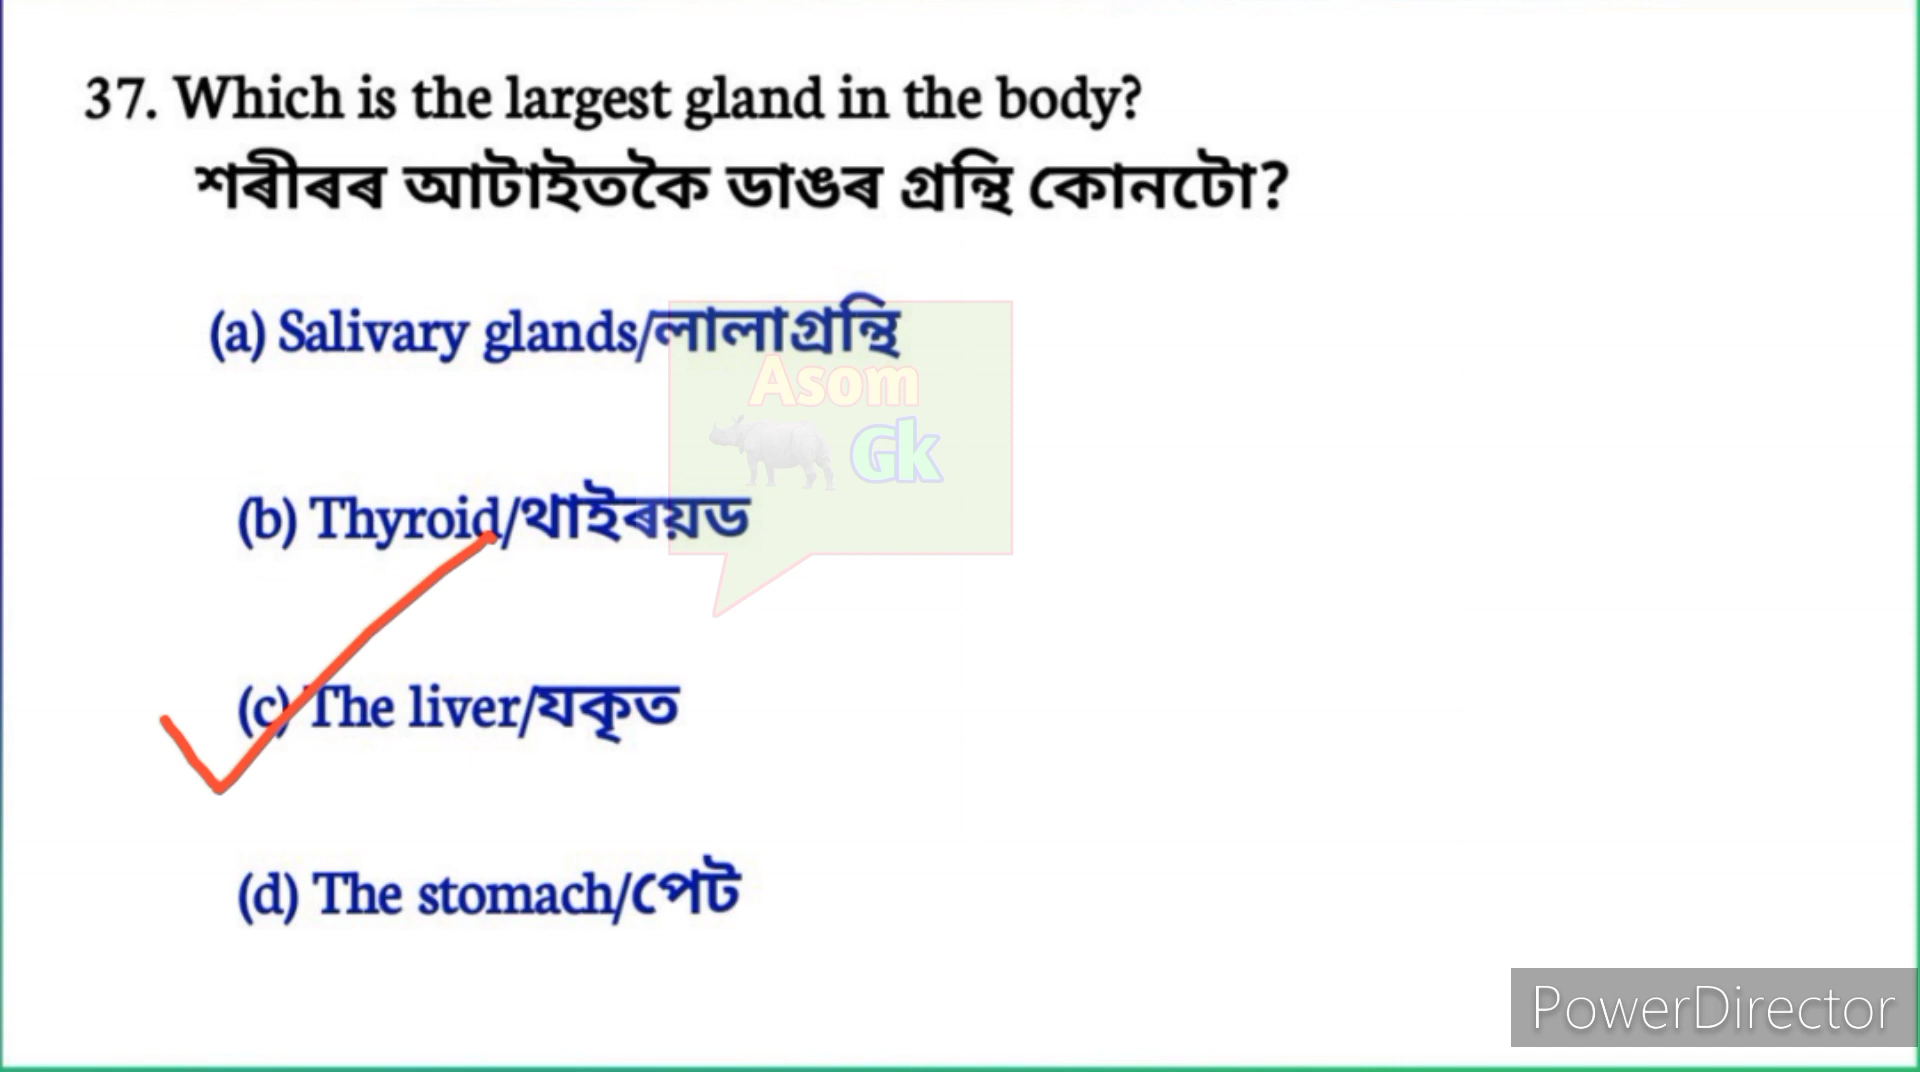 37. Which is the largest gland in the body?
শৰীৰৰ আটাইতকৈ ডাঙৰ গ্ৰন্থি কোনটো?
(a) Salivary glands/লালাগ্ৰন্থি
Asom
Gk
(b) Thyroid/থাইৰয়ড
(c) The liver/যকৃত
(d) The stomach/পেট
PowerDirector